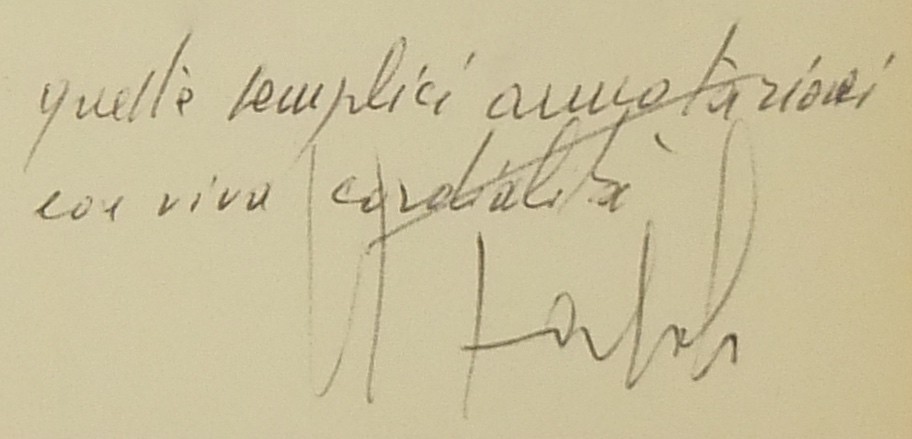 queste semplici annotazioni
con viva cordialità